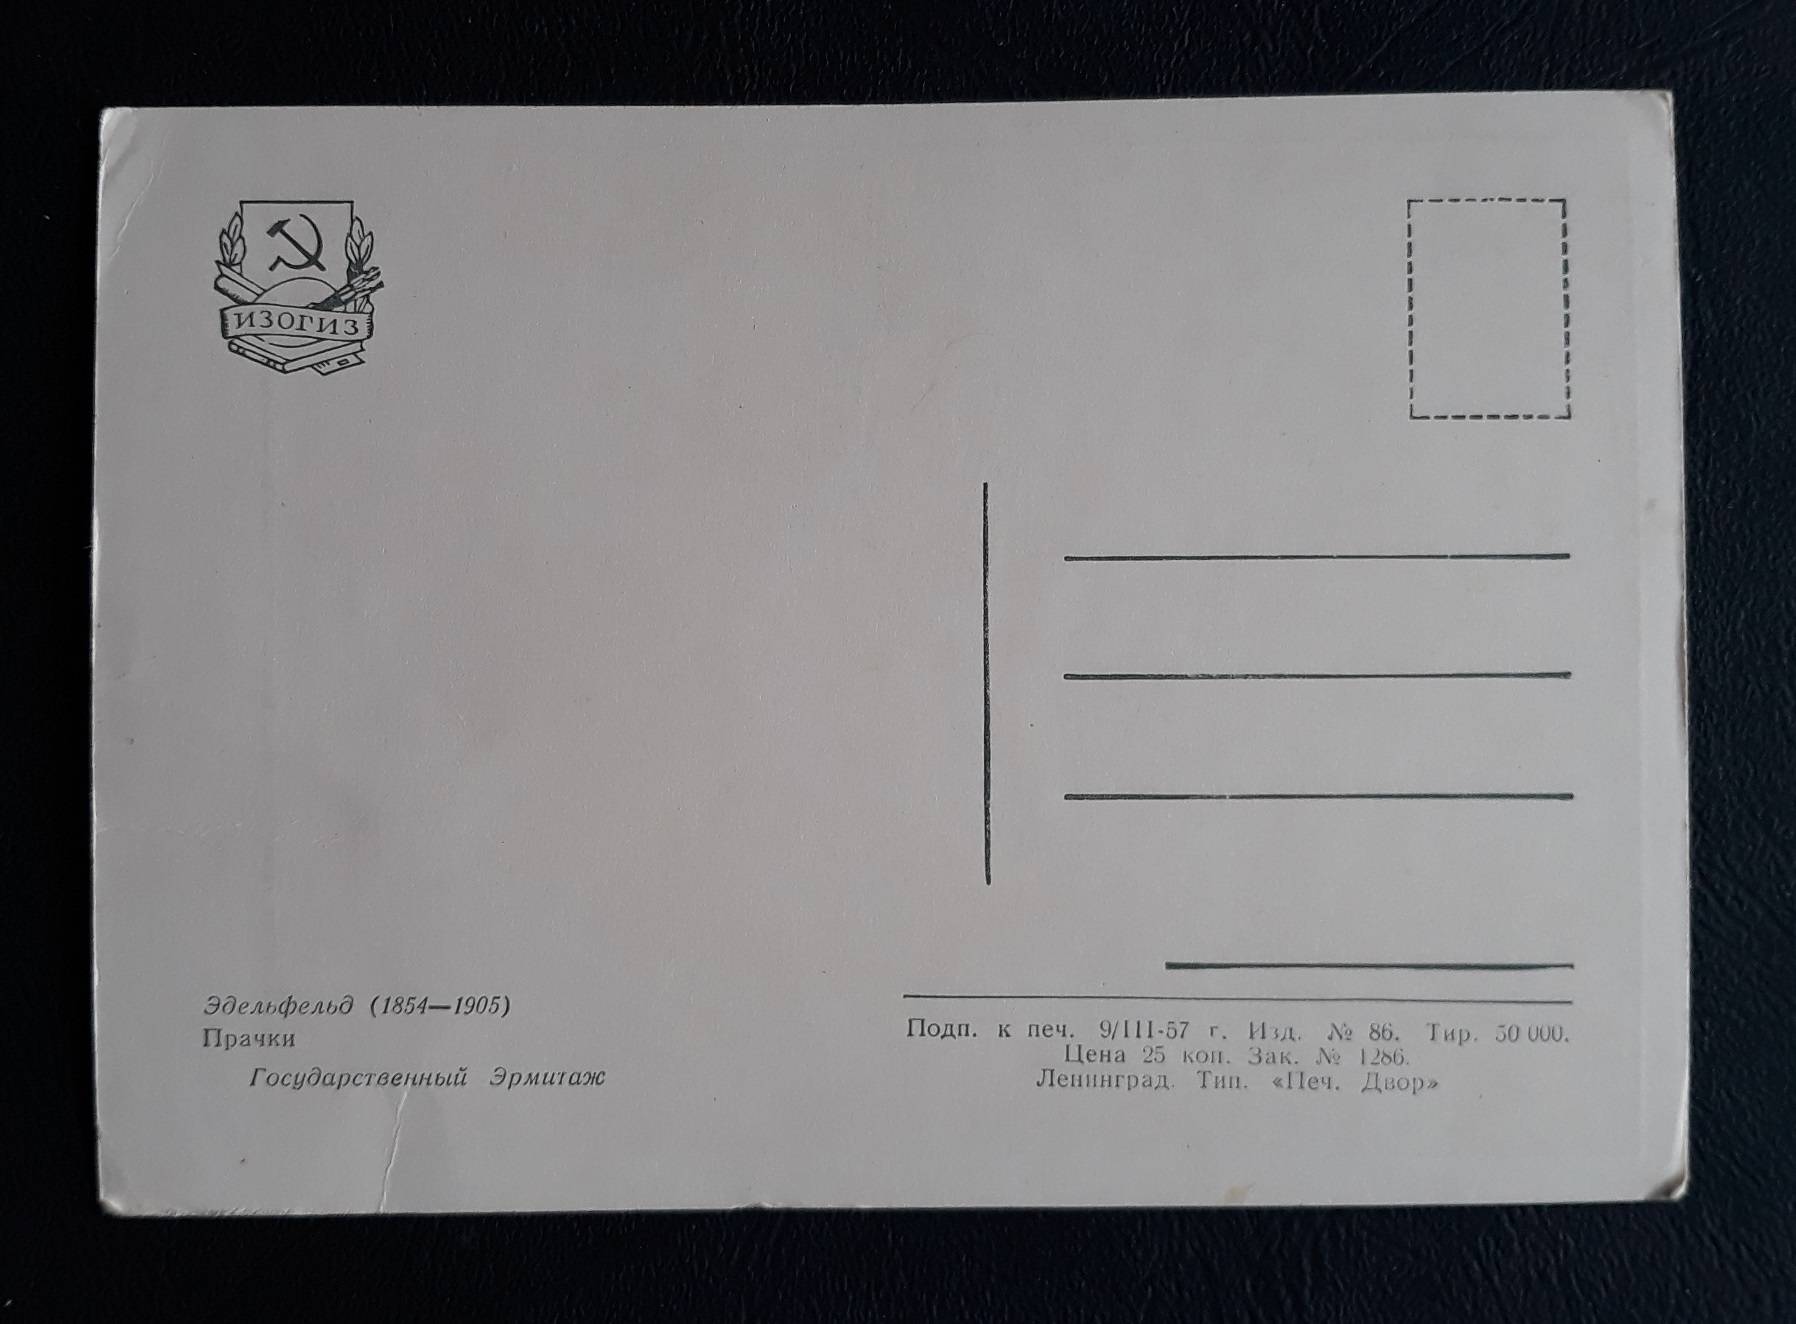 ИЗОГИЗ
Эдельфельд (1854—1905)
Прачки
Государственный Эрмитаж
Подп. к печ. 9/III-57 г. Изд. № 86. Тир. 50 000.
Цена 25 коп. Зак. № 1286.
Ленинград. Тип. «Печ. Двор»